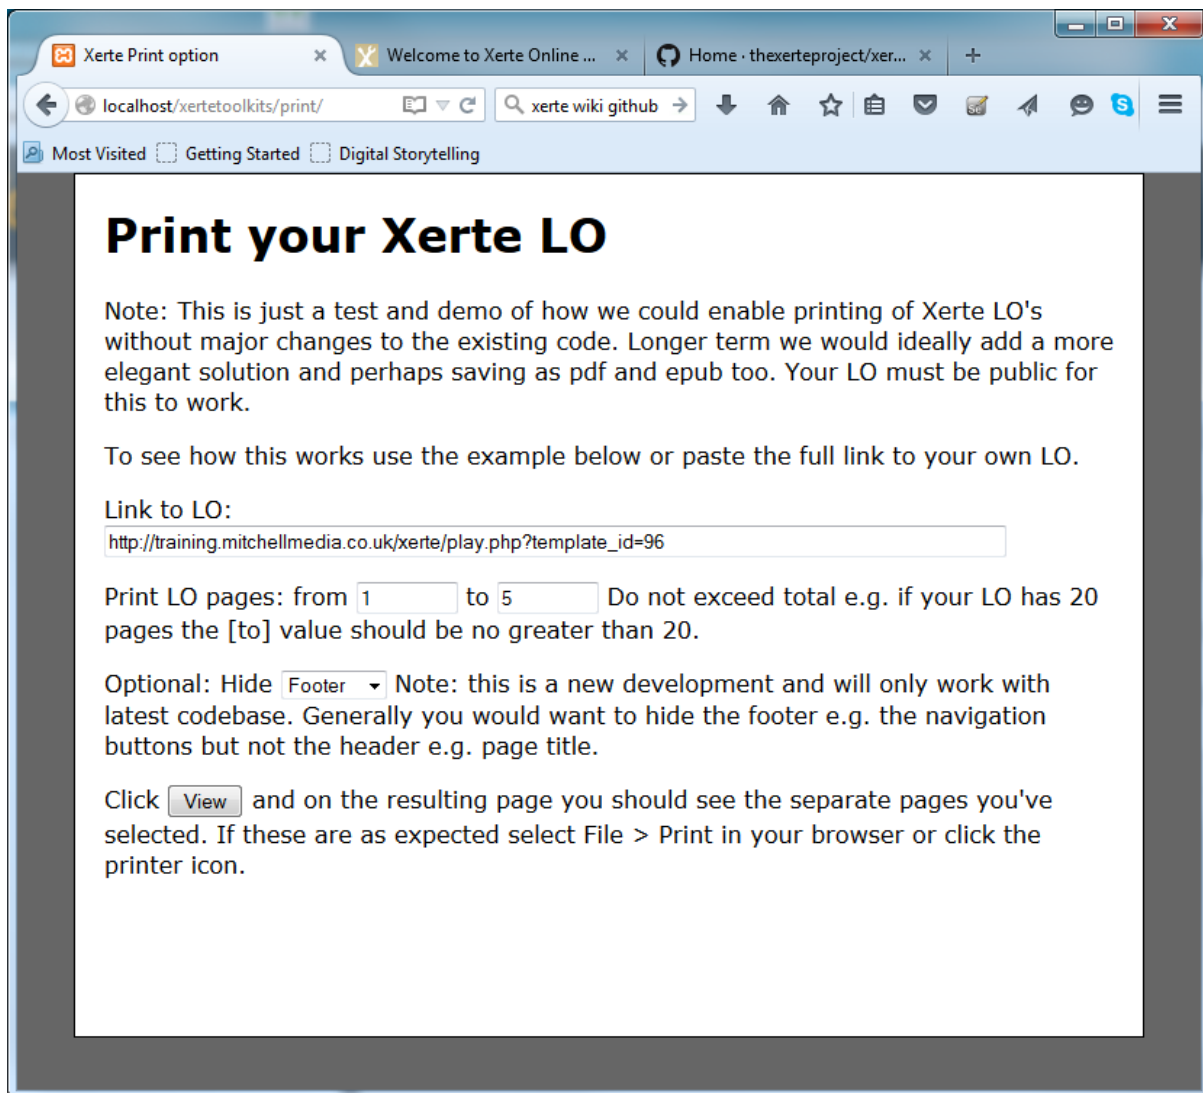 Xerte Print option
Welcome to Xerte Online ...
Home · thexerteproject/xer...
localhost/xertetoolkits/print/
xerte wiki github
Most Visited
Getting Started
Digital Storytelling
Print your Xerte LO
Note: This is just a test and demo of how we could enable printing of Xerte LO's
without major changes to the existing code. Longer term we would ideally add a more
elegant solution and perhaps saving as pdf and epub too. Your LO must be public for
this to work.
To see how this works use the example below or paste the full link to your own LO.
Link to LO:
http://training.mitchellmedia.co.uk/xerte/play.php?template_id=96
Print LO pages: from 1 to 5 Do not exceed total e.g. if your LO has 20
pages the [to] value should be no greater than 20.
Optional: Hide Footer Note: this is a new development and will only work with
latest codebase. Generally you would want to hide the footer e.g. the navigation
buttons but not the header e.g. page title.
Click View and on the resulting page you should see the separate pages you've
selected. If these are as expected select File > Print in your browser or click the
printer icon.